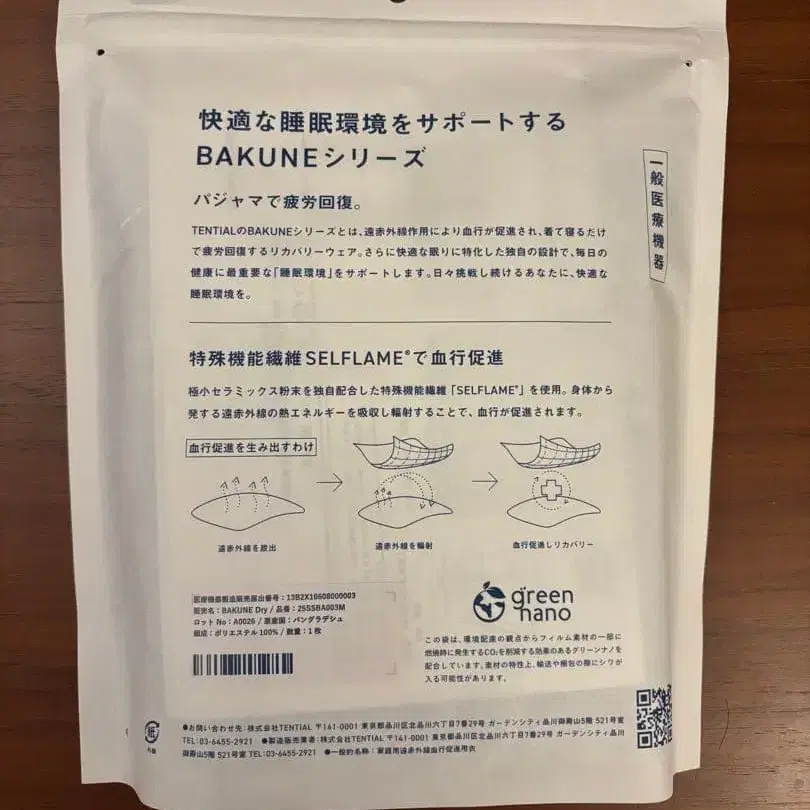 快適な睡眠環境をサポートする
BAKUNEシリーズ
一般医療機器
パジャマで疲労回復。
TENTIALのBAKUNEシリーズとは、遠赤外線作用により血行が促進され、着て寝るだけ
で疲労回復するリカバリーウェア。さらに快適な眠りに特化した独自の設計で、毎日の
健康に最重要な「睡眠環境」をサポートします。日々挑戦し続けるあなたに、快適な
睡眠環境を。
特殊機能繊維SELFLAME®で血行促進
極小セラミックス粉末を独自配合した特殊機能繊維「SELFLAME®」を使用。身体から
発する遠赤外線の熱エネルギーを吸収し輻射することで、血行が促進されます。
血行促進を生み出すわけ
遠赤外線を放出
遠赤外線を輻射
血行促進しリカバリー
医療機器製造販売届出番号：13B2X10608000003
販売名：BAKUNE Dry / 品番：25SSBA003M
ロット No：A0026 / 原産国：バングラデシュ
組成：ポリエステル 100% / 数量：1 枚
green
nano
この袋は、環境配慮の観点からフィルム素材の一部に
燃焼時に発生するCO₂を削減する効果のあるグリーンナノを
配合しています。素材の特性上、輸送や梱包の際にシワが
入る可能性があります。
紙
外袋
●お問い合わせ先：株式会社TENTIAL 〒141-0001 東京都品川区北品川六丁目7番29号 ガーデンシティ品川御殿山5階 521号室
TEL：03-6455-2921 ●製造販売業者：株式会社TENTIAL 〒141-0001 東京都品川区北品川六丁目7番29号 ガーデンシティ品川
御殿山5階 521号室 TEL：03-6455-2921 ●一般的名称：家庭用遠赤外線血行促進用衣